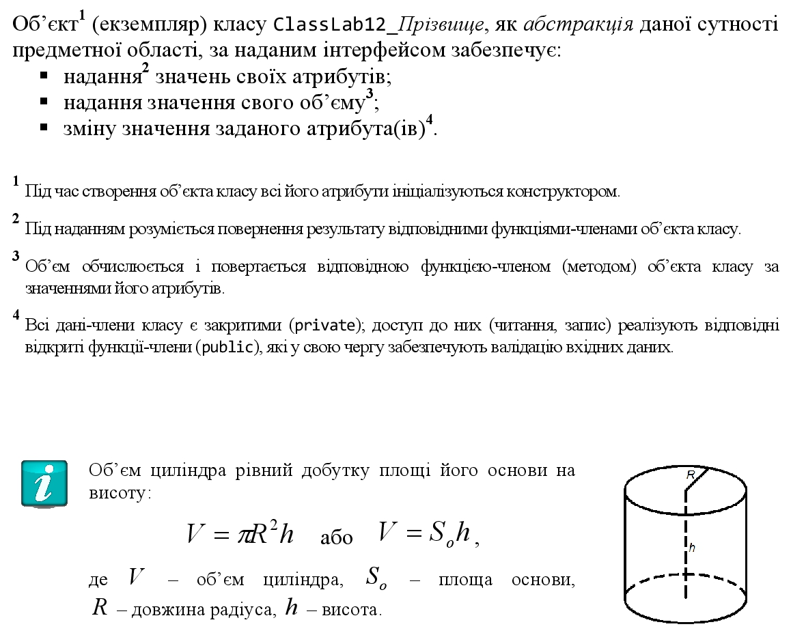 Об’єкт1 (екземпляр) класу ClassLab12_Прізвище, як абстракція даної сутності
предметної області, за наданим інтерфейсом забезпечує:
▪ надання2 значень своїх атрибутів;
▪ надання значення свого об’єму3;
▪ зміну значення заданого атрибута(ів)4.
1 Під час створення об’єкта класу всі його атрибути ініціалізуються конструктором.
2 Під наданням розуміється повернення результату відповідними функціями-членами об’єкта класу.
3 Об’єм обчислюється і повертається відповідною функцією-членом (методом) об’єкта класу за
значеннями його атрибутів.
4 Всі дані-члени класу є закритими (private); доступ до них (читання, запис) реалізують відповідні
відкриті функції-члени (public), які у свою чергу забезпечують валідацію вхідних даних.
i
Об’єм циліндра рівний добутку площі його основи на
висоту:
V = πR²h або V = Sₒh,
де V – об’єм циліндра, Sₒ – площа основи,
R – довжина радіуса, h – висота.
R
h